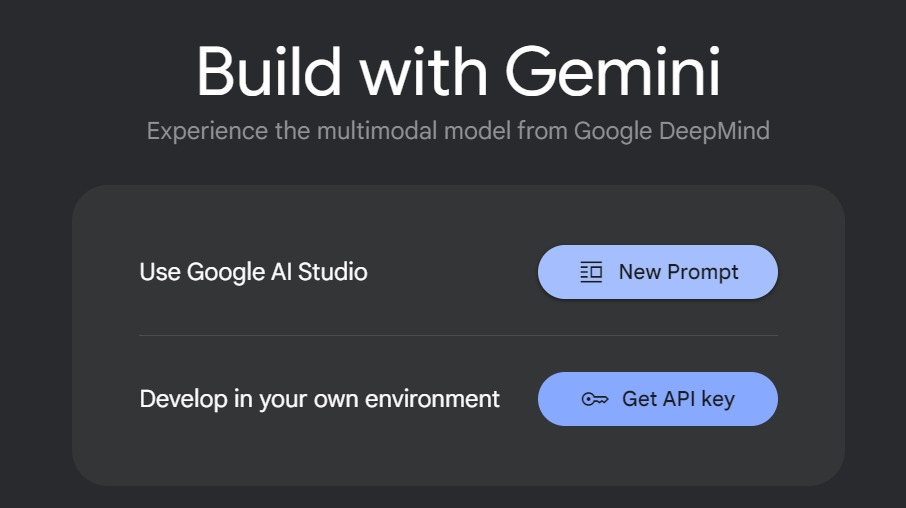 Build with Gemini
Experience the multimodal model from Google DeepMind
Use Google AI Studio
New Prompt
Develop in your own environment
Get API key